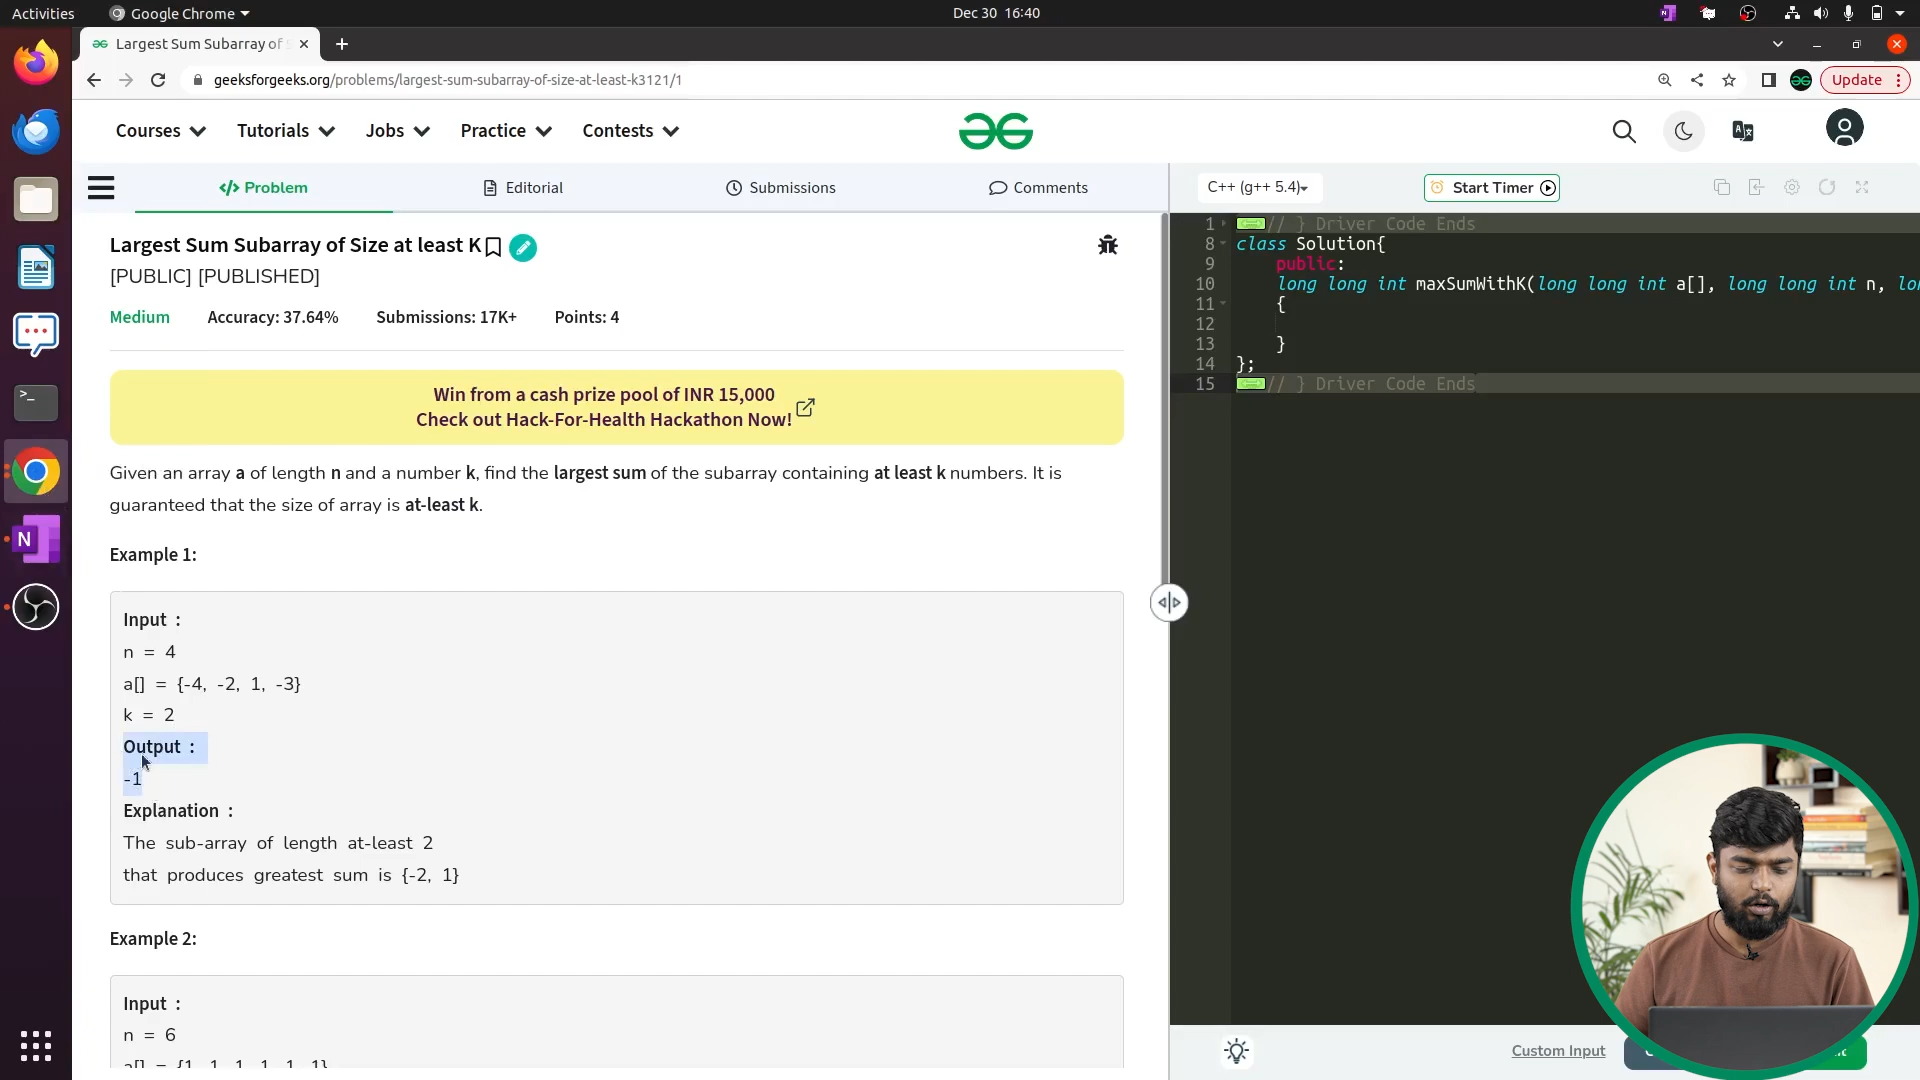 Activities
Google Chrome
Dec 30 16:40
Largest Sum Subarray of
geeksforgeeks.org/problems/largest-sum-subarray-of-size-at-least-k3121/1
Update
Courses
Tutorials
Jobs
Practice
Contests
</> Problem
Editorial
Submissions
Comments
C++ (g++ 5.4)
Start Timer
Largest Sum Subarray of Size at least K
[PUBLIC] [PUBLISHED]
Medium Accuracy: 37.64% Submissions: 17K+ Points: 4
Win from a cash prize pool of INR 15,000
Check out Hack-For-Health Hackathon Now!
Given an array a of length n and a number k, find the largest sum of the subarray containing at least k numbers. It is
guaranteed that the size of array is at-least k.
Example 1:
Input :
n = 4
a[] = {-4, -2, 1, -3}
k = 2
Output :
-1
Explanation :
The sub-array of length at-least 2
that produces greatest sum is {-2, 1}
Example 2:
Input :
n = 6
a[] = {1, 1, 1, 1, 1, 1}
1 // } Driver Code Ends
8 class Solution{
9 public:
10 long long int maxSumWithK(long long int a[], long long int n, lo
11 {
12
13 }
14 };
15 // } Driver Code Ends
Custom Input